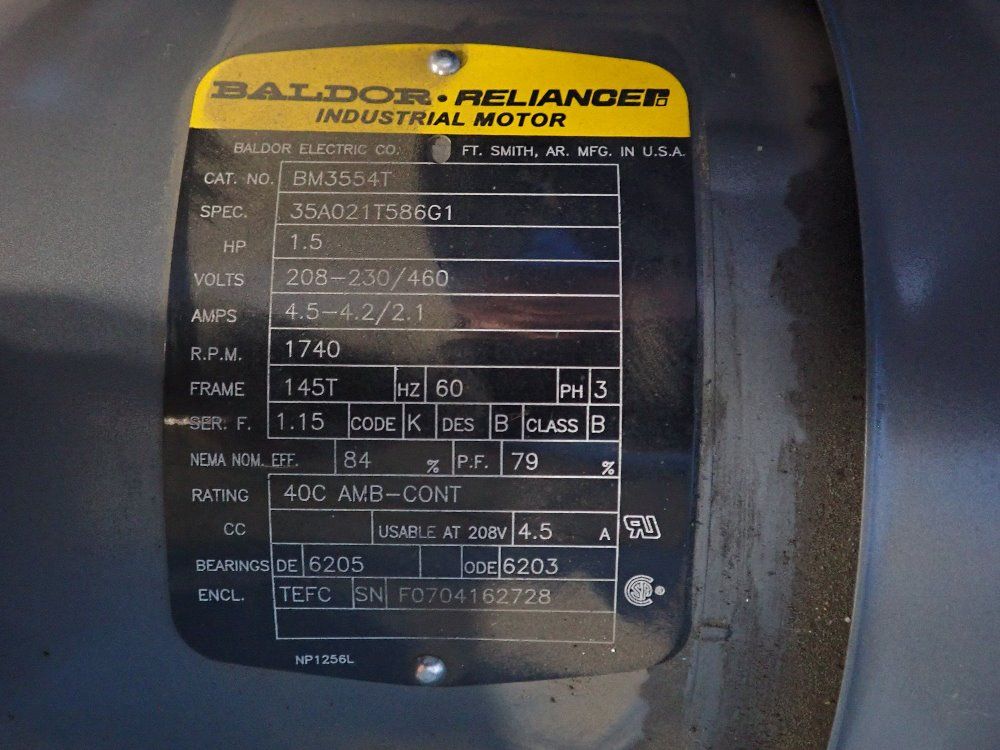 BALDOR • RELIANCER
INDUSTRIAL MOTOR
BALDOR ELECTRIC CO. FT. SMITH, AR. MFG. IN U.S.A.
CAT. NO. BM3554T
SPEC. 35A021T586G1
HP 1.5
VOLTS 208-230/460
AMPS 4.5-4.2/2.1
R.P.M. 1740
FRAME 145T HZ 60 PH 3
SER. F. 1.15 CODE K DES B CLASS B
NEMA NOM. EFF. 84 % P.F. 79 %
RATING 40C AMB-CONT
CC USABLE AT 208V 4.5 A
BEARINGS DE 6205 ODE 6203
ENCL. TEFC SN F0704162728
NP1256L